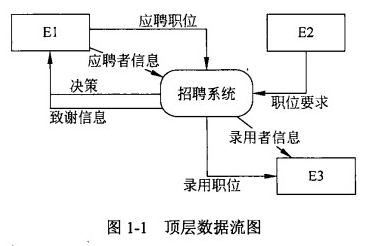 应聘职位
E1
E2
应聘者信息
决策
招聘系统
致谢信息
职位要求
录用者信息
录用职位
E3
图 1-1 顶层数据流图